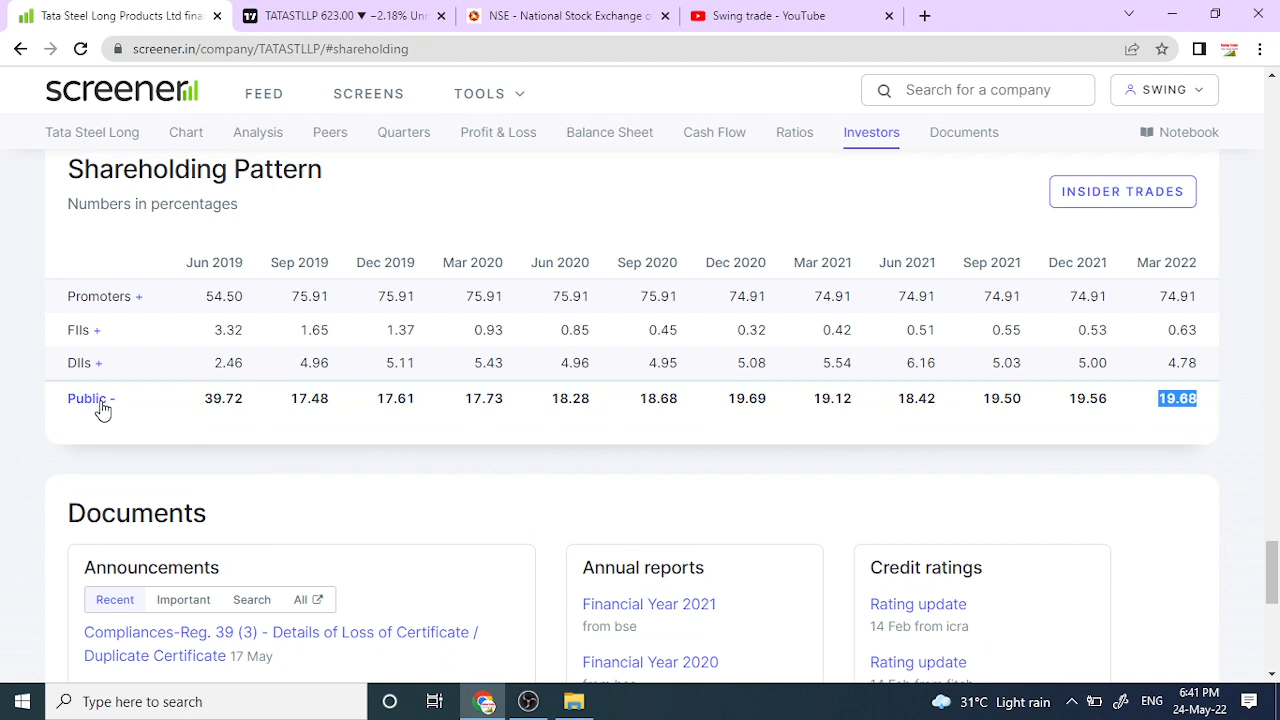 Tata Steel Long Products Ltd fina
TATASTLLP 623.00 ▼ −2.18% Unr
NSE - National Stock Exchange o
Swing trade - YouTube
screener.in/company/TATASTLLP/#shareholding
screener
FEED
SCREENS
TOOLS
Search for a company
SWING
Tata Steel Long
Chart
Analysis
Peers
Quarters
Profit & Loss
Balance Sheet
Cash Flow
Ratios
Investors
Documents
Notebook
Shareholding Pattern
INSIDER TRADES
Numbers in percentages
Jun 2019 Sep 2019 Dec 2019 Mar 2020 Jun 2020 Sep 2020 Dec 2020 Mar 2021 Jun 2021 Sep 2021 Dec 2021 Mar 2022
Promoters + 54.50 75.91 75.91 75.91 75.91 75.91 74.91 74.91 74.91 74.91 74.91 74.91
FIIs + 3.32 1.65 1.37 0.93 0.85 0.45 0.32 0.42 0.51 0.55 0.53 0.63
DIIs + 2.46 4.96 5.11 5.43 4.96 4.95 5.08 5.54 6.16 5.03 5.00 4.78
Public - 39.72 17.48 17.61 17.73 18.28 18.68 19.69 19.12 18.42 19.50 19.56 19.68
Documents
Announcements
Recent Important Search All
Compliances-Reg. 39 (3) - Details of Loss of Certificate /
Duplicate Certificate 17 May
Annual reports
Financial Year 2021
from bse
Financial Year 2020
Credit ratings
Rating update
14 Feb from icra
Rating update
Type here to search
31°C Light rain
ENG
6:41 PM
24-May-22